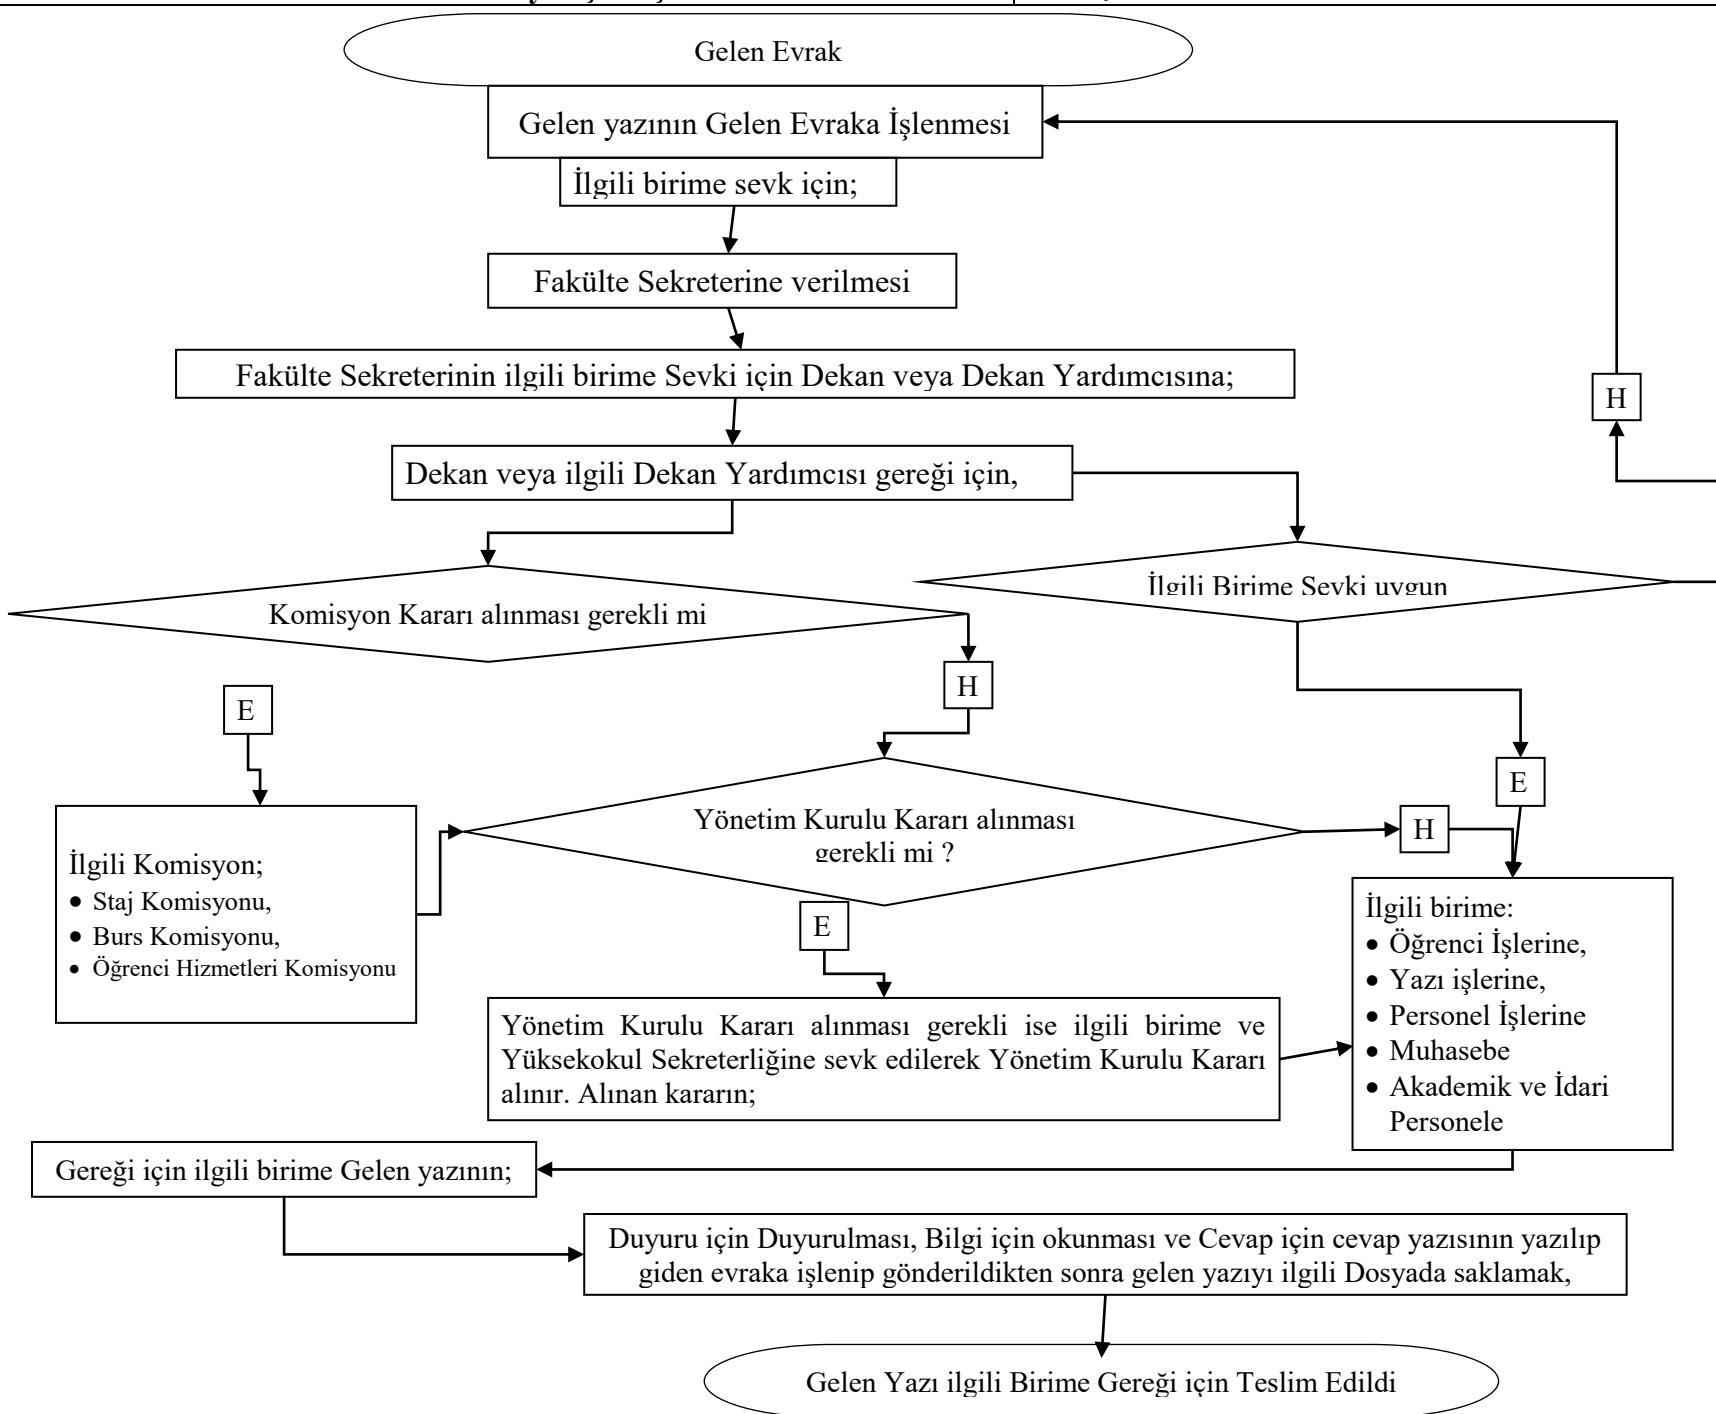 Gelen Evrak
Gelen yazının Gelen Evraka İşlenmesi
İlgili birime sevk için;
Fakülte Sekreterine verilmesi
Fakülte Sekreterinin ilgili birime Sevki için Dekan veya Dekan Yardımcısına;
H
Dekan veya ilgili Dekan Yardımcısı gereği için,
İlgili Birime Sevki uygun
Komisyon Kararı alınması gerekli mi
H
E
E
Yönetim Kurulu Kararı alınması
gerekli mi ?
H
İlgili Komisyon;
• Staj Komisyonu,
• Burs Komisyonu,
• Öğrenci Hizmetleri Komisyonu
E
İlgili birime:
• Öğrenci İşlerine,
• Yazı işlerine,
• Personel İşlerine
• Muhasebe
• Akademik ve İdari
Personele
Yönetim Kurulu Kararı alınması gerekli ise ilgili birime ve
Yüksekokul Sekreterliğine sevk edilerek Yönetim Kurulu Kararı
alınır. Alınan kararın;
Gereği için ilgili birime Gelen yazının;
Duyuru için Duyurulması, Bilgi için okunması ve Cevap için cevap yazısının yazılıp
giden evraka işlenip gönderildikten sonra gelen yazıyı ilgili Dosyada saklamak,
Gelen Yazı ilgili Birime Gereği için Teslim Edildi